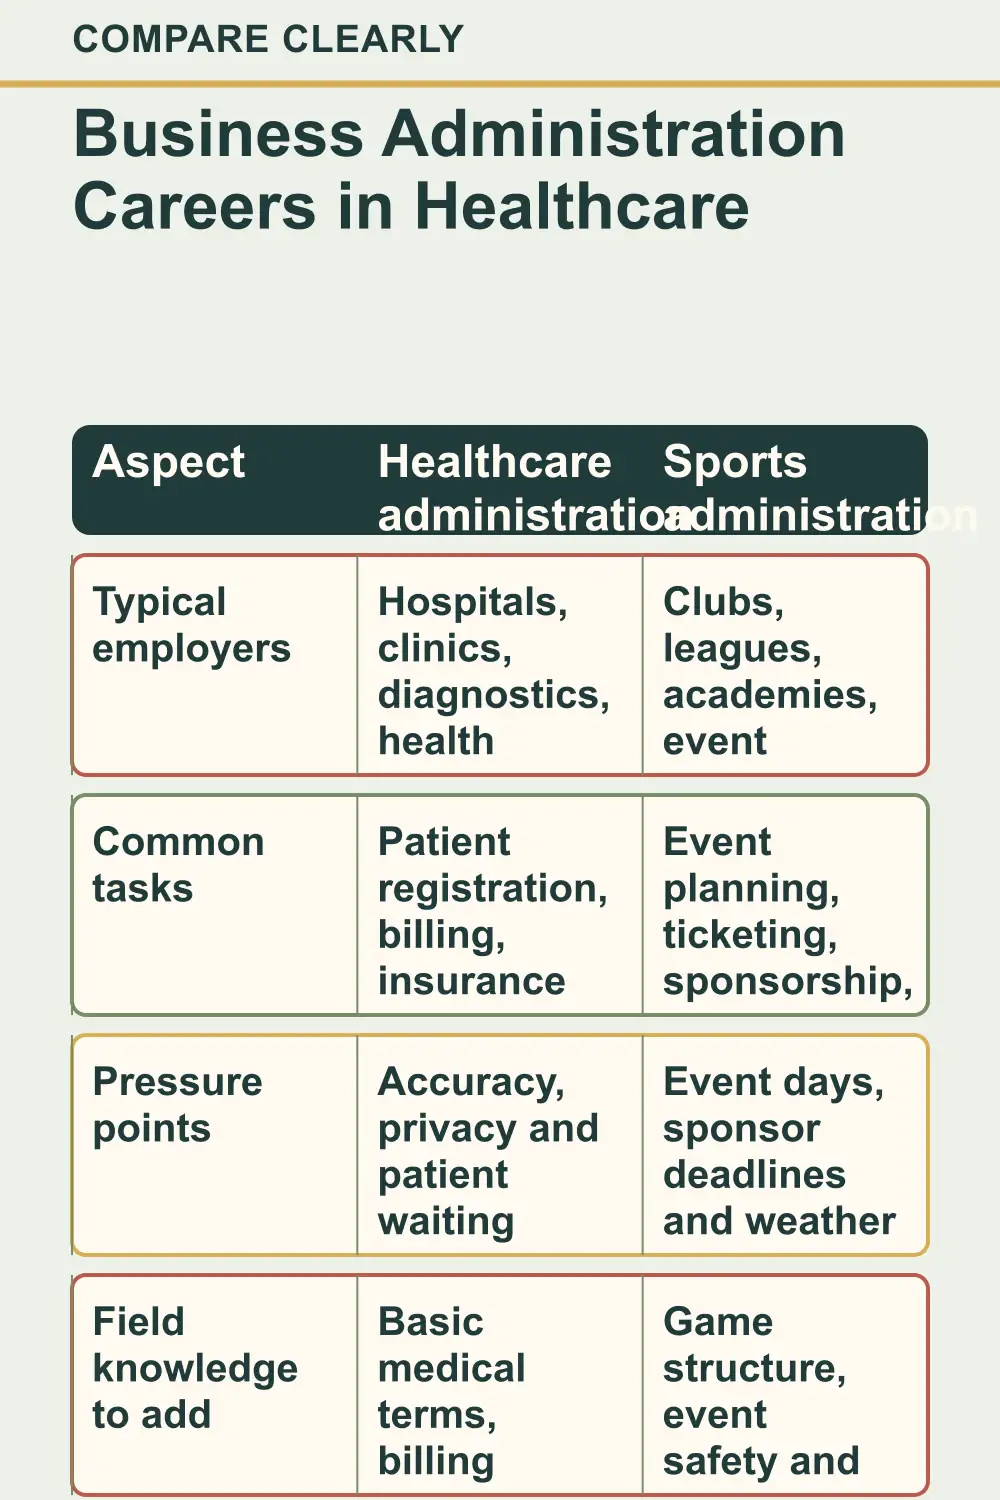 COMPARE CLEARLY
Business Administration
Careers in Healthcare
Aspect
Healthcare
administration
Sports
administration
Typical
employers
Hospitals,
clinics,
diagnostics,
health
Clubs,
leagues,
academies,
event
Common
tasks
Patient
registration,
billing,
insurance
Event
planning,
ticketing,
sponsorship,
Pressure
points
Accuracy,
privacy and
patient
waiting
Event days,
sponsor
deadlines
and weather
Field
knowledge
to add
Basic
medical
terms,
billing
Game
structure,
event
safety and